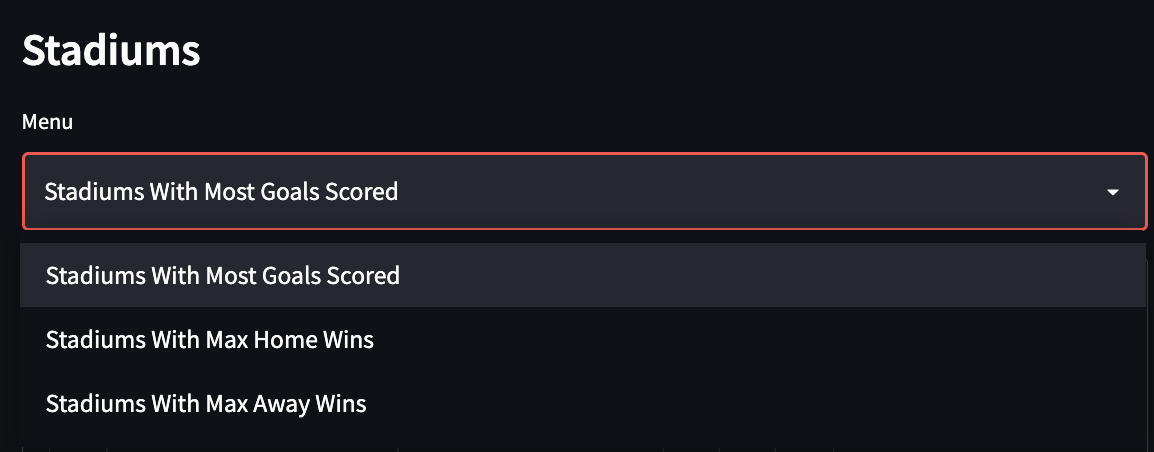 Stadiums
Menu
Stadiums With Most Goals Scored
Stadiums With Most Goals Scored
Stadiums With Max Home Wins
Stadiums With Max Away Wins